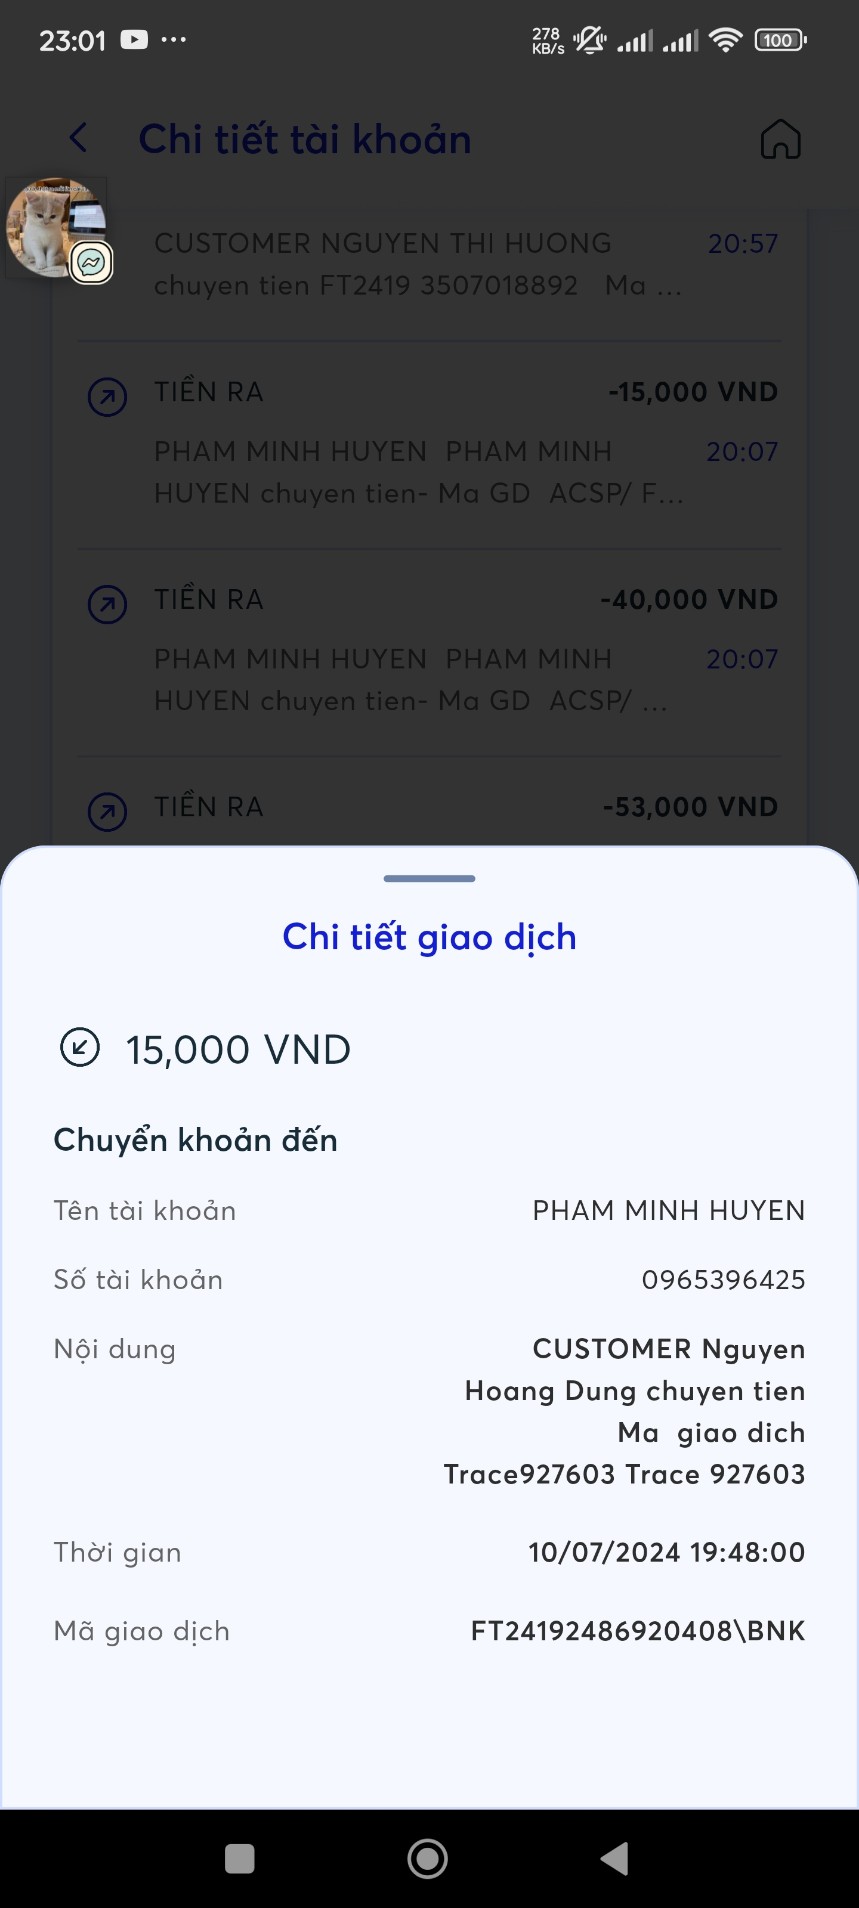 23:01
278
KB/s
100
Chi tiết tài khoản
CUSTOMER NGUYEN THI HUONG 20:57
chuyen tien FT2419 3507018892 Ma ...
TIỀN RA -15,000 VND
PHAM MINH HUYEN PHAM MINH 20:07
HUYEN chuyen tien- Ma GD ACSP/ F...
TIỀN RA -40,000 VND
PHAM MINH HUYEN PHAM MINH 20:07
HUYEN chuyen tien- Ma GD ACSP/ ...
TIỀN RA -53,000 VND
Chi tiết giao dịch
15,000 VND
Chuyển khoản đến
Tên tài khoản PHAM MINH HUYEN
Số tài khoản 0965396425
Nội dung CUSTOMER Nguyen
Hoang Dung chuyen tien
Ma giao dich
Trace927603 Trace 927603
Thời gian 10/07/2024 19:48:00
Mã giao dịch FT24192486920408\BNK